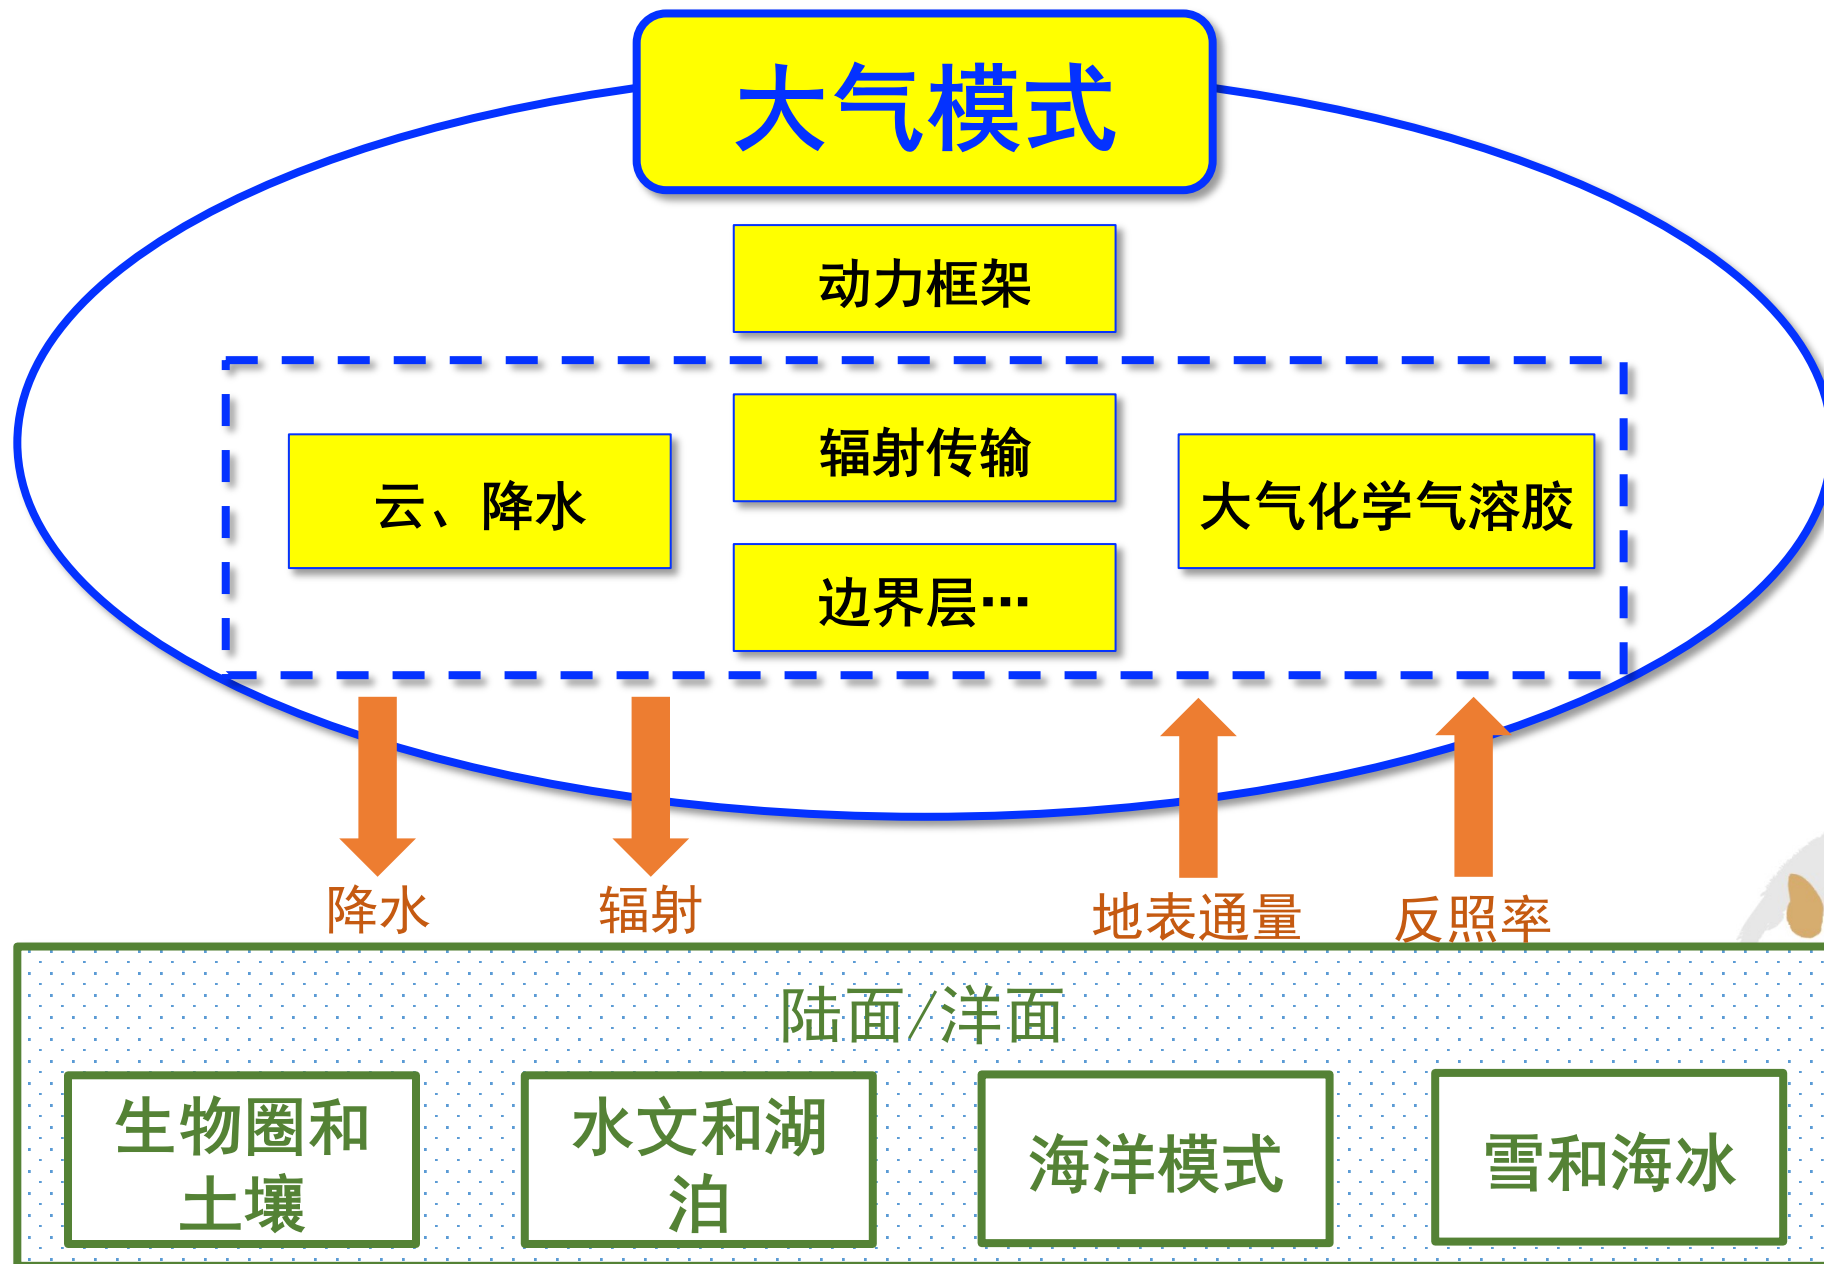 大气模式
动力框架
云、降水
辐射传输
边界层…
大气化学气溶胶
降水
辐射
地表通量
反照率
陆面/洋面
生物圈和
土壤
水文和湖
泊
海洋模式
雪和海冰